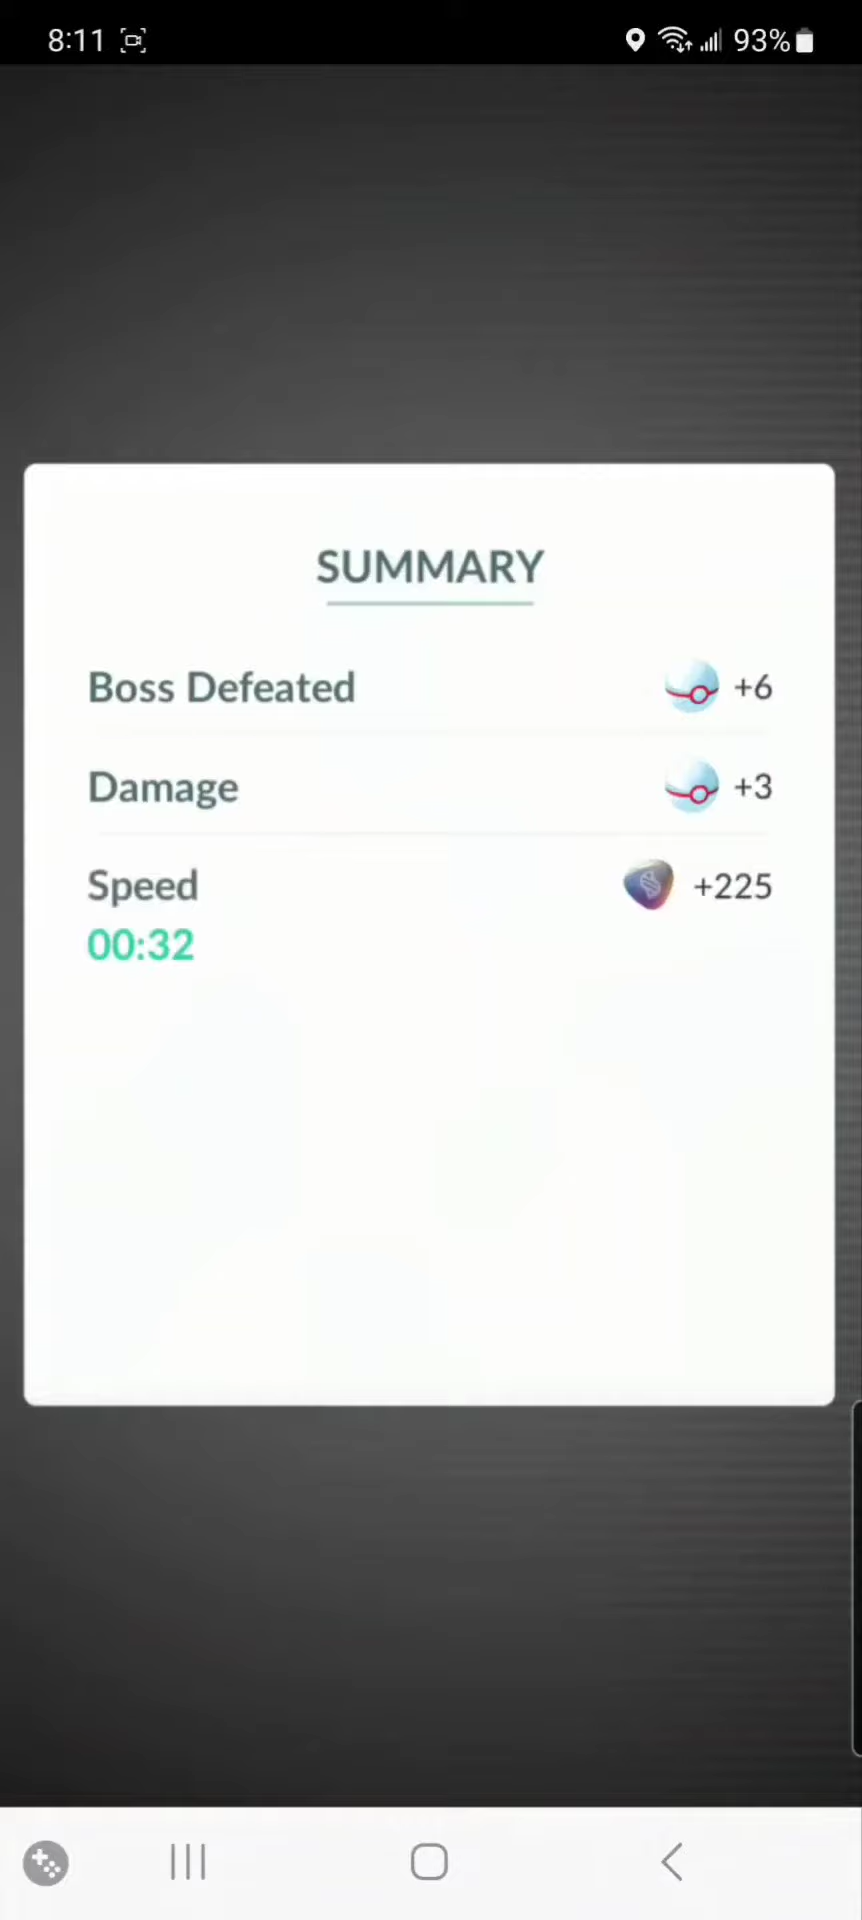 8:11 93%
SUMMARY
Boss Defeated +6
Damage +3
Speed +225
00:32